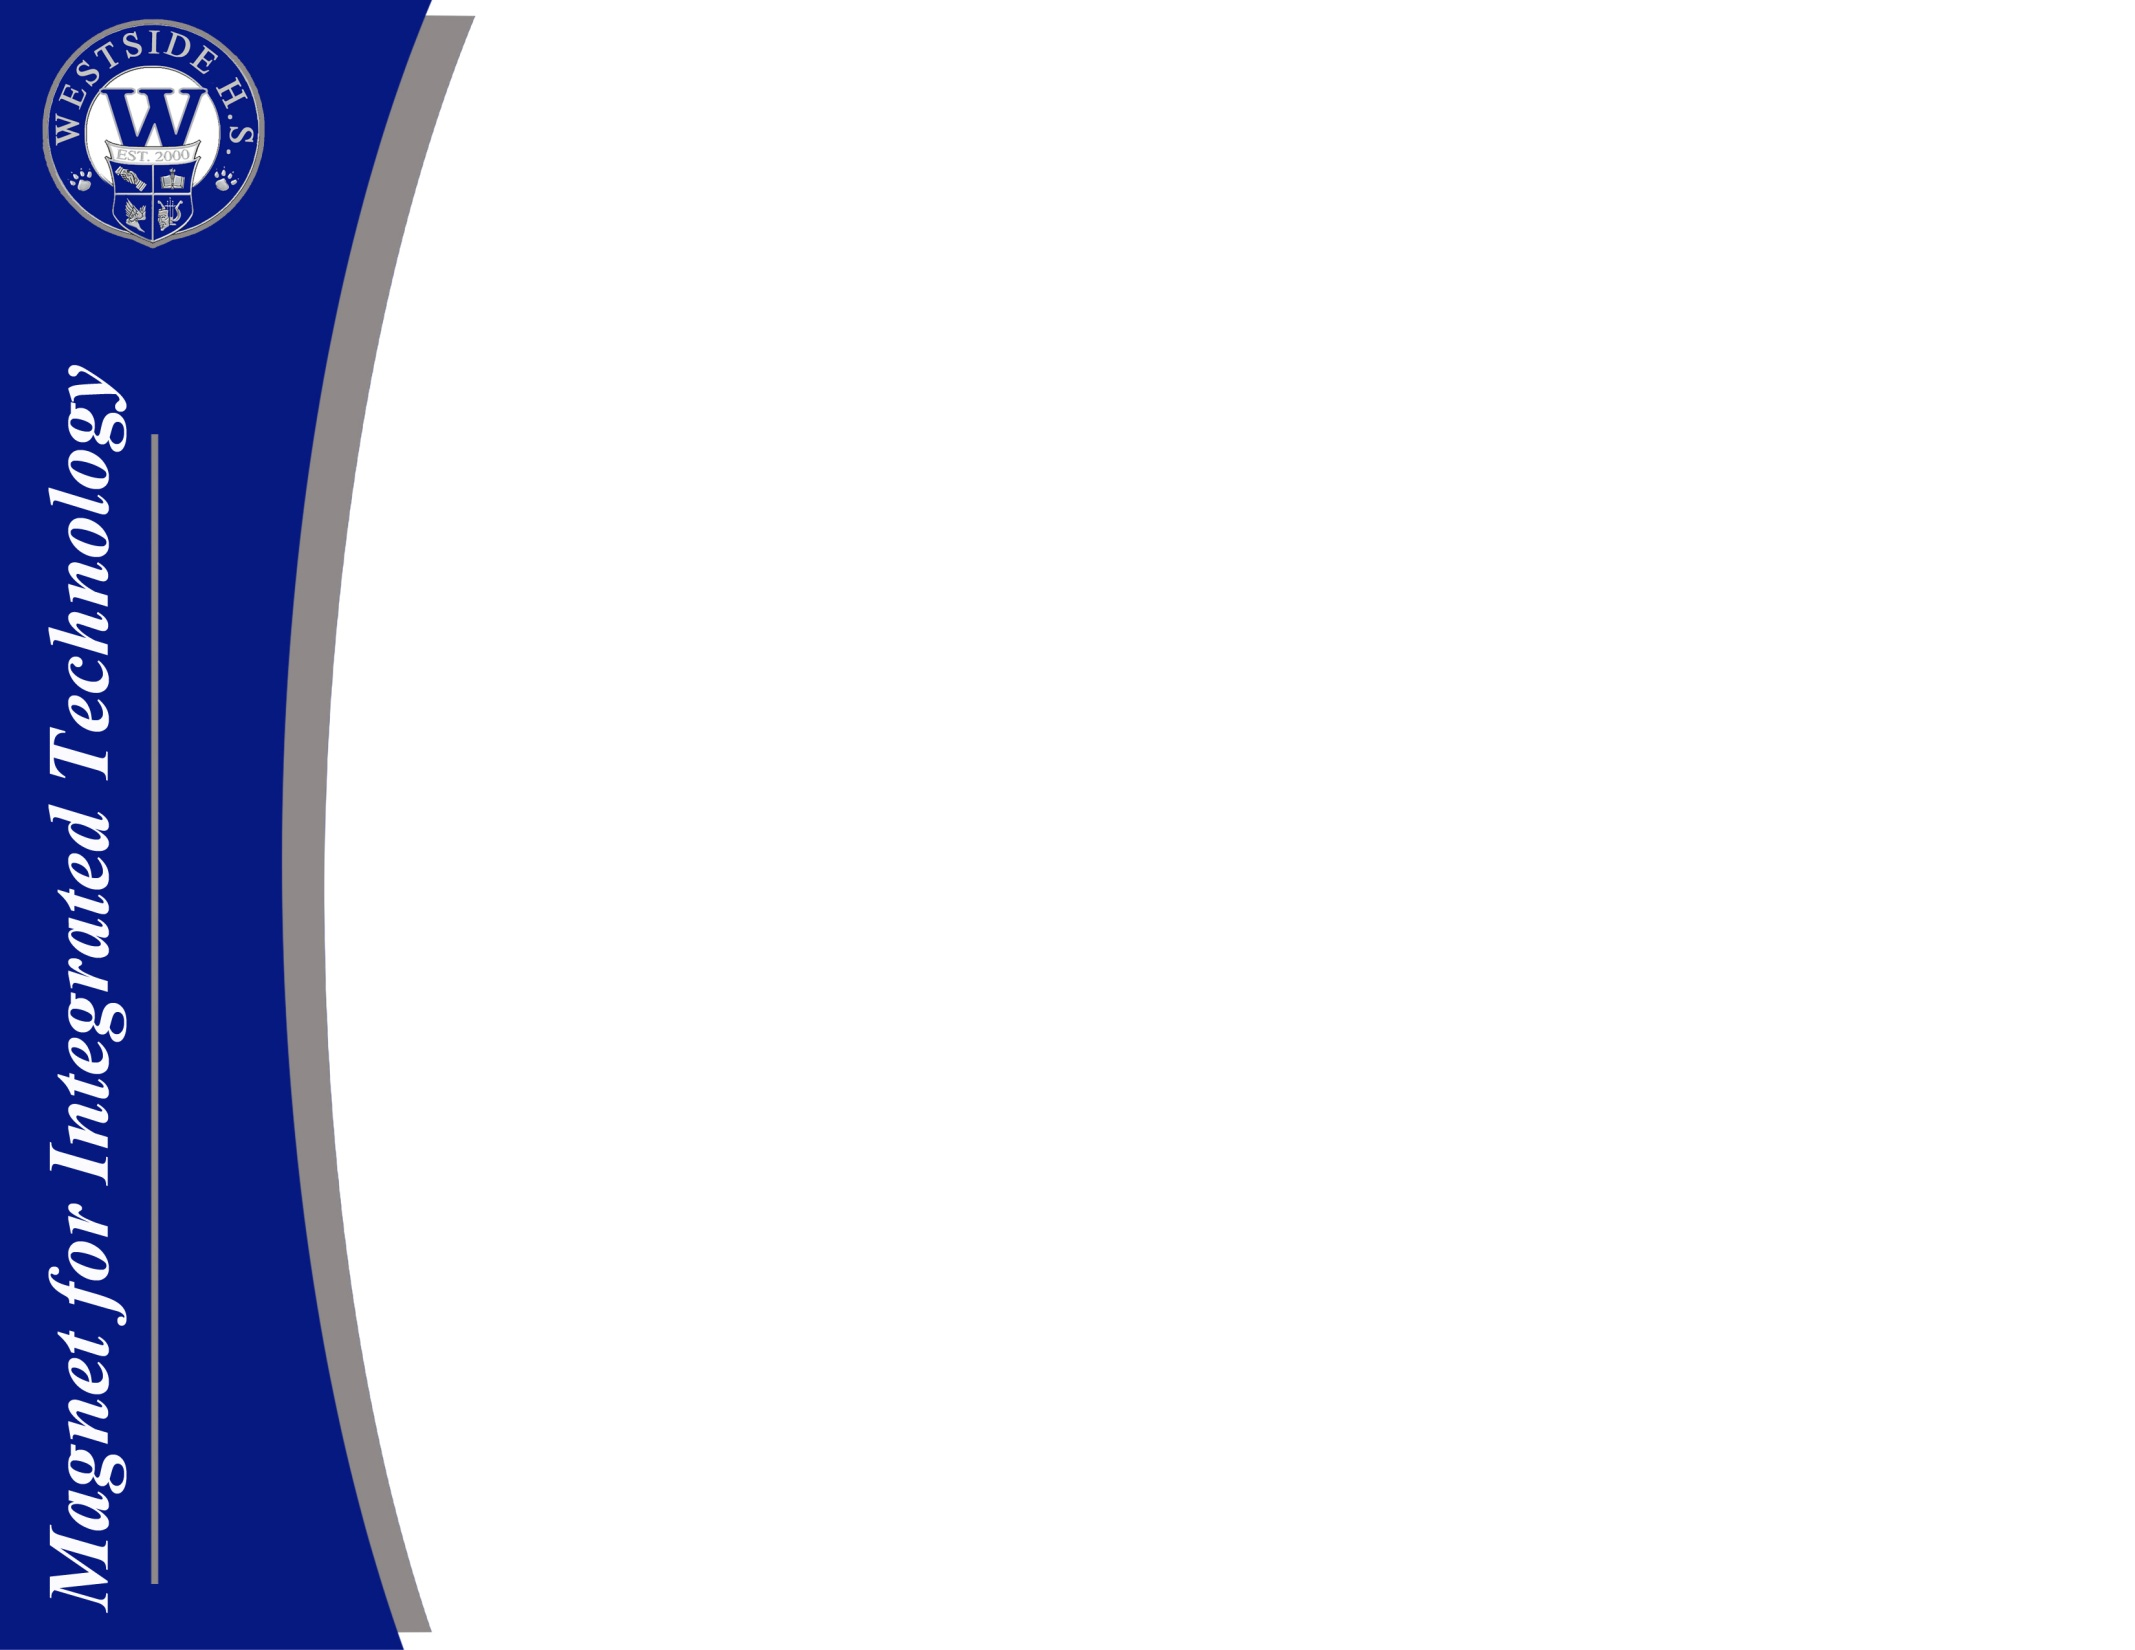 WESTSIDE H.S.
W
EST. 2000
Magnet for Integrated Technology